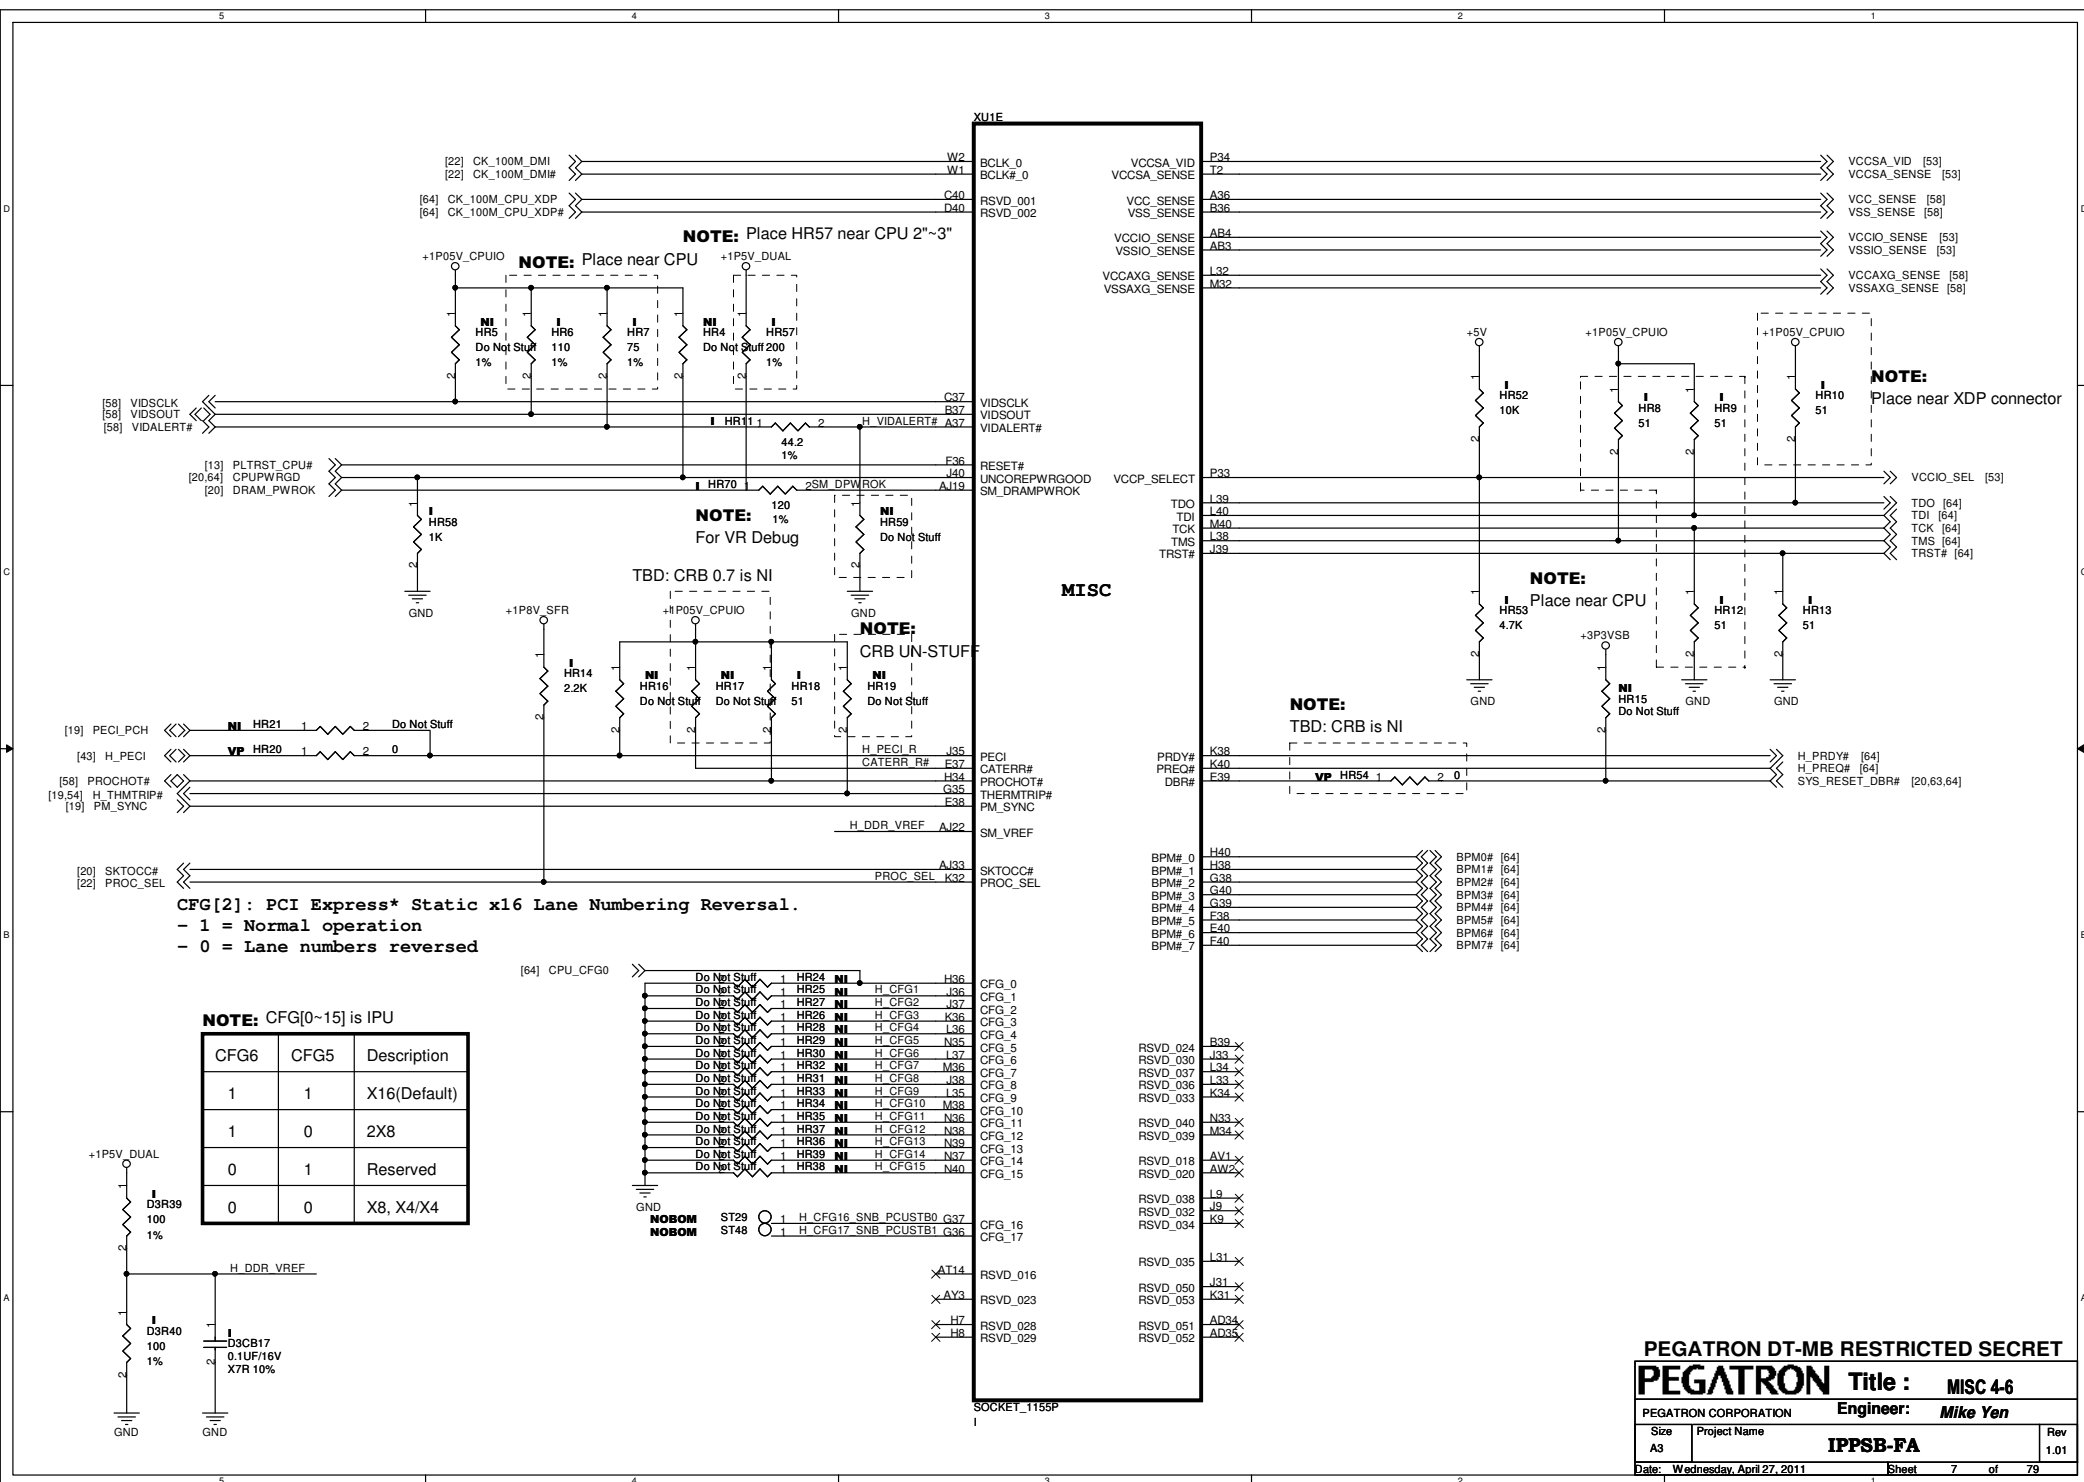 5 4 3 2 1
D
C
B
A
XU1E
[22] CK_100M_DMI
[22] CK_100M_DMI#
[64] CK_100M_CPU_XDP
[64] CK_100M_CPU_XDP#
W2 BCLK_0
W1 BCLK#_0
C40 RSVD_001
D40 RSVD_002
NOTE: Place HR57 near CPU 2"~3"
+1P05V_CPUIO
NOTE: Place near CPU
+1P5V_DUAL
NI HR5 Do Not Stuff 1%
I HR6 110 1%
I HR7 75 1%
NI HR4 Do Not Stuff
I HR57 200 1%
[58] VIDSCLK
[58] VIDSOUT
[58] VIDALERT#
I HR11 1 2 44.2 1%
H_VIDALERT#
C37 VIDSCLK
B37 VIDSOUT
A37 VIDALERT#
[13] PLTRST_CPU#
[20,64] CPUPWRGD
[20] DRAM_PWROK
I HR70 2 120 1%
SM_DPWROK
F36 RESET#
J40 UNCOREPWRGOOD
AJ19 SM_DRAMPWROK
I HR58 1K
GND
NOTE:
For VR Debug
NI HR59 Do Not Stuff
GND
TBD: CRB 0.7 is NI
+1P8V_SFR
+1P05V_CPUIO
NOTE:
CRB UN-STUFF
I HR14 2.2K
NI HR16 Do Not Stuff
NI HR17 Do Not Stuff
I HR18 51
NI HR19 Do Not Stuff
[19] PECI_PCH
NI HR21 1 2 Do Not Stuff
[43] H_PECI
VP HR20 1 2 0
[58] PROCHOT#
[19,54] H_THMTRIP#
[19] PM_SYNC
H_PECI_R J35 PECI
CATERR_R# E37 CATERR#
H34 PROCHOT#
G35 THERMTRIP#
E38 PM_SYNC
H_DDR_VREF AJ22 SM_VREF
[20] SKTOCC#
[22] PROC_SEL
AJ33 SKTOCC#
PROC_SEL K32 PROC_SEL
CFG[2]: PCI Express* Static x16 Lane Numbering Reversal.
- 1 = Normal operation
- 0 = Lane numbers reversed
[64] CPU_CFG0
Do Not Stuff 1 HR24 NI H36 CFG_0
Do Not Stuff 1 HR25 NI H_CFG1 J36 CFG_1
Do Not Stuff 1 HR27 NI H_CFG2 J37 CFG_2
Do Not Stuff 1 HR26 NI H_CFG3 K36 CFG_3
Do Not Stuff 1 HR28 NI H_CFG4 L36 CFG_4
Do Not Stuff 1 HR29 NI H_CFG5 N35 CFG_5
Do Not Stuff 1 HR30 NI H_CFG6 L37 CFG_6
Do Not Stuff 1 HR32 NI H_CFG7 M36 CFG_7
Do Not Stuff 1 HR31 NI H_CFG8 J38 CFG_8
Do Not Stuff 1 HR33 NI H_CFG9 L35 CFG_9
Do Not Stuff 1 HR34 NI H_CFG10 M38 CFG_10
Do Not Stuff 1 HR35 NI H_CFG11 N36 CFG_11
Do Not Stuff 1 HR37 NI H_CFG12 N38 CFG_12
Do Not Stuff 1 HR36 NI H_CFG13 N39 CFG_13
Do Not Stuff 1 HR39 NI H_CFG14 N37 CFG_14
Do Not Stuff 1 HR38 NI H_CFG15 N40 CFG_15
GND
NOBOM ST29 1 H_CFG16_SNB_PCUSTB0 G37 CFG_16
NOBOM ST48 1 H_CFG17_SNB_PCUSTB1 G36 CFG_17
AT14 RSVD_016
AY3 RSVD_023
H7 RSVD_028
H8 RSVD_029
NOTE: CFG[0~15] is IPU
CFG6 CFG5 Description
1 1 X16(Default)
1 0 2X8
0 1 Reserved
0 0 X8, X4/X4
+1P5V_DUAL
I D3R39 100 1%
H_DDR_VREF
I D3R40 100 1%
I D3CB17 0.1UF/16V X7R 10%
GND
GND
MISC
VCCSA_VID P34 VCCSA_VID [53]
VCCSA_SENSE T2 VCCSA_SENSE [53]
VCC_SENSE A36 VCC_SENSE [58]
VSS_SENSE B36 VSS_SENSE [58]
VCCIO_SENSE AB4 VCCIO_SENSE [53]
VSSIO_SENSE AB3 VSSIO_SENSE [53]
VCCAXG_SENSE L32 VCCAXG_SENSE [58]
VSSAXG_SENSE M32 VSSAXG_SENSE [58]
+5V
+1P05V_CPUIO
+1P05V_CPUIO
I HR52 10K
I HR8 51
I HR9 51
I HR10 51
NOTE:
Place near XDP connector
VCCP_SELECT P33 VCCIO_SEL [53]
TDO L39 TDO [64]
TDI L40 TDI [64]
TCK M40 TCK [64]
TMS L38 TMS [64]
TRST# J39 TRST# [64]
NOTE:
Place near CPU
I HR53 4.7K
I HR12 51
I HR13 51
GND
GND
GND
+3P3VSB
NI HR15 Do Not Stuff
NOTE:
TBD: CRB is NI
VP HR54 1 2 0
PRDY# K38 H_PRDY# [64]
PREQ# K40 H_PREQ# [64]
DBR# E39 SYS_RESET_DBR# [20,63,64]
BPM#_0 H40 BPM0# [64]
BPM#_1 H38 BPM1# [64]
BPM#_2 G38 BPM2# [64]
BPM#_3 G40 BPM3# [64]
BPM#_4 G39 BPM4# [64]
BPM#_5 F38 BPM5# [64]
BPM#_6 E40 BPM6# [64]
BPM#_7 F40 BPM7# [64]
RSVD_024 B39
RSVD_030 J33
RSVD_037 L34
RSVD_036 L33
RSVD_033 K34
RSVD_040 N33
RSVD_039 M34
RSVD_018 AV1
RSVD_020 AW2
RSVD_038 L9
RSVD_032 J9
RSVD_034 K9
RSVD_035 L31
RSVD_050 J31
RSVD_053 K31
RSVD_051 AD34
RSVD_052 AD35
SOCKET_1155P
I
PEGATRON DT-MB RESTRICTED SECRET
PEGATRON Title : MISC 4-6
PEGATRON CORPORATION Engineer: Mike Yen
Size A3
Project Name IPPSB-FA
Rev 1.01
Date: Wednesday, April 27, 2011 Sheet 7 of 79
5 4 3 2 1